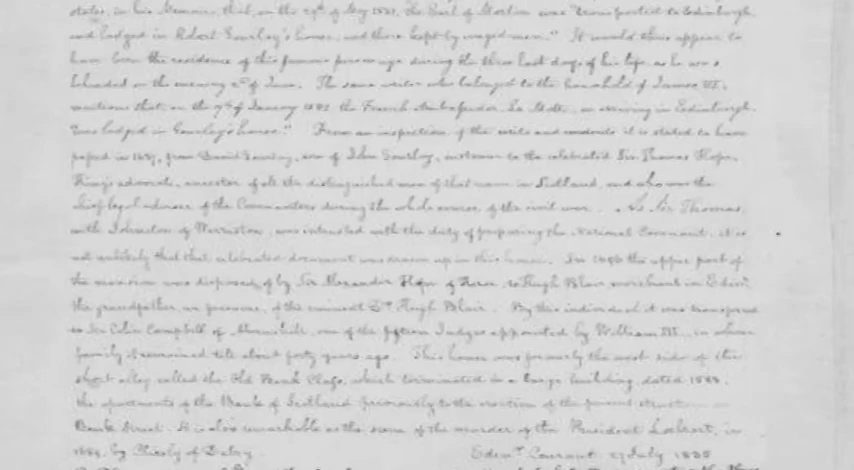 states, in his Memoirs, that, on the 27th of May 1581, the Earl of Morton was "transported to Edinburgh,
and lodged in Robert Gourlay's house, and there kept by waged men." It would thus appear to
have been the residence of this famous personage during the three last days of his life, as he was
beheaded on the evening 2d of June. The same writer who belonged to the household of James VI,
mentions that on the 7th of January 1582 the French Ambassador, La Mott, on arriving in Edinburgh,
"was lodged in Gourlay's house." From an inspection of the writs and it is stated to have
passed in 1637, from David Gourlay, son of John Gourlay, customer to the celebrated Sir Thomas Hope,
King's advocate, ancestor of all the distinguished men of that name in Scotland, and who was the
chief legal adviser of the Covenanters during the whole course of the civil war. As Sir Thomas,
with Johnston of Warriston, was intrusted with the duty of preparing the National Covenant, it is
not unlikely that that celebrated document was drawn up in this house. In the upper part of
the mansion was disposed of by Sir Alexander Hope of Kerse, to Hugh Blair merchant in Edinr.
the grandfather, we presume, of the eminent Dr Hugh Blair. By this individual it was transferred
to Sir Colin Campbell of Aberuchill, one of the fifteen Judges appointed by William III, in whose
family it remained till about forty years ago. This house was formerly the west side of the
short alley called the Old Bank Close, which terminated in a large building, dated 1588,
the apartments of the Bank of Scotland previously to the erection of the present structure in
Bank Street. It is also remarkable as the scene of the murder of the President Lockhart, in
by Chiesly of Dalry. Edinr. Courant 27 July 1835